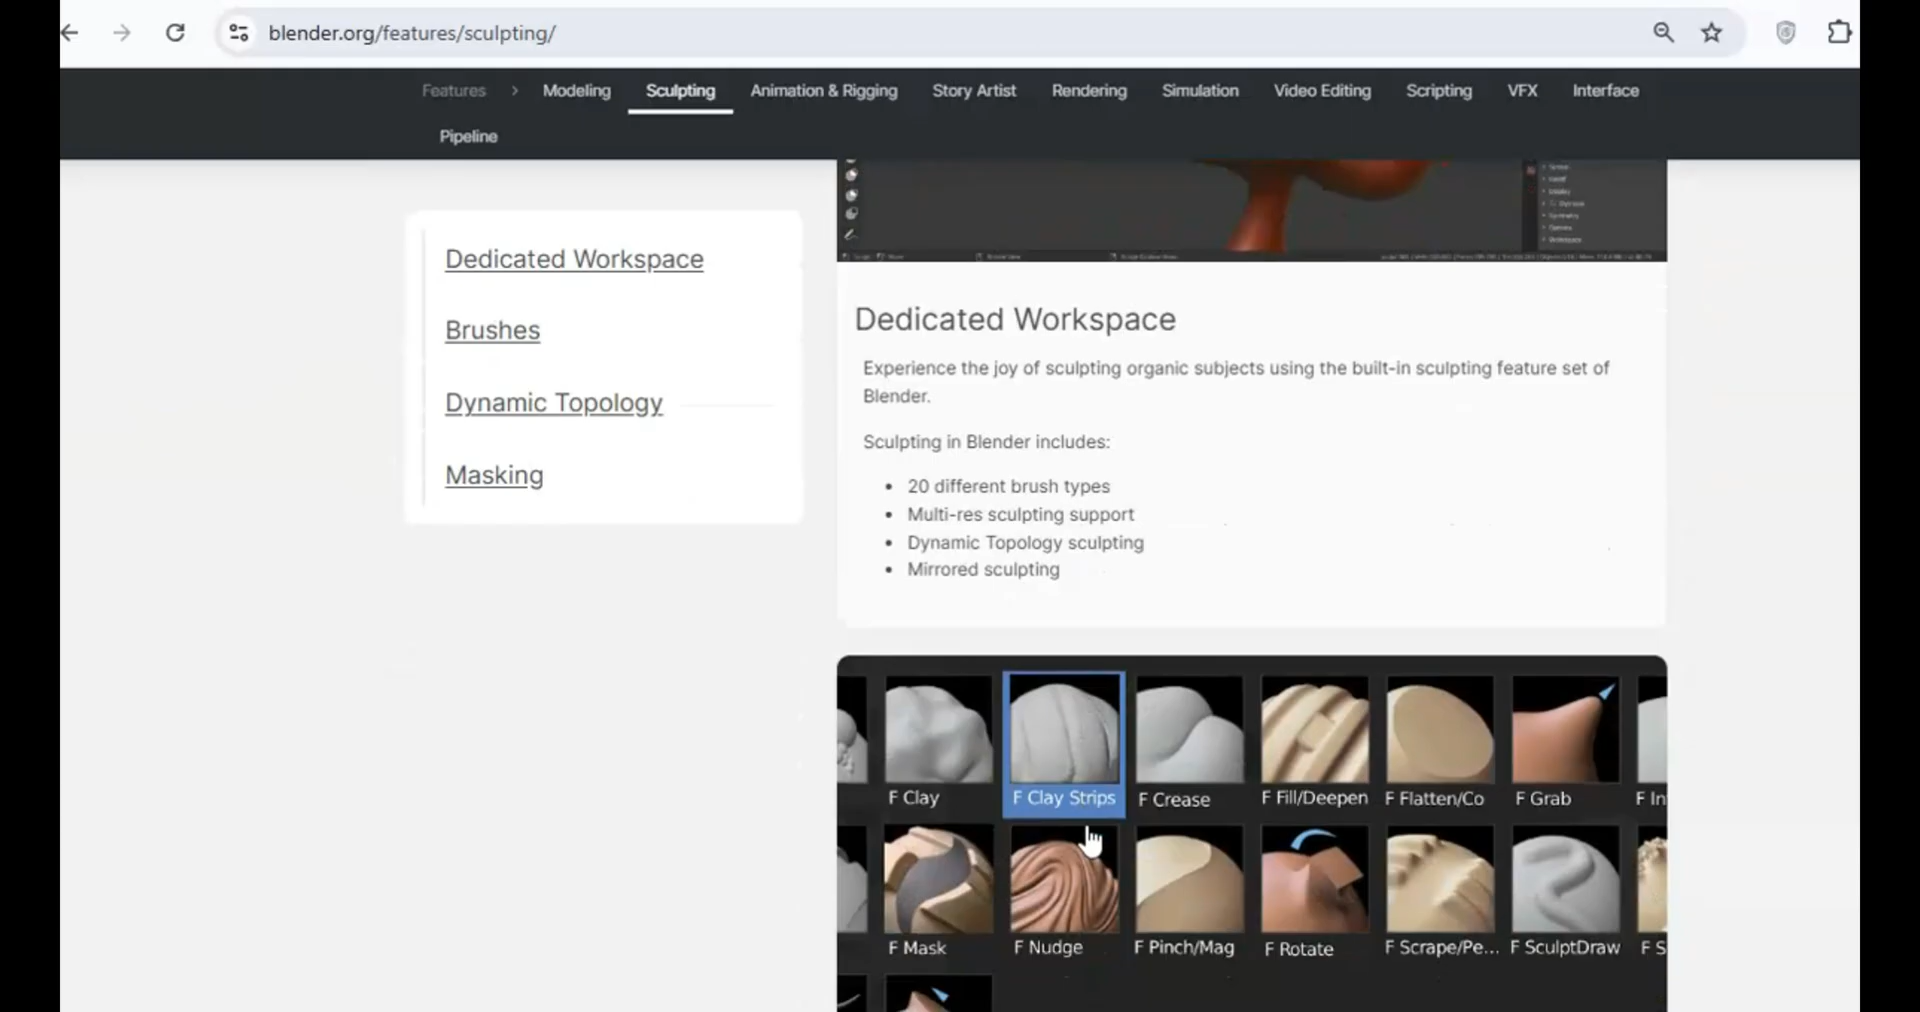 blender.org/features/sculpting/
Features > Modeling Sculpting Animation & Rigging Story Artist Rendering Simulation Video Editing Scripting VFX Interface
Pipeline
Dedicated Workspace
Brushes
Dynamic Topology
Masking
Dedicated Workspace
Experience the joy of sculpting organic subjects using the built-in sculpting feature set of
Blender.
Sculpting in Blender includes:
• 20 different brush types
• Multi-res sculpting support
• Dynamic Topology sculpting
• Mirrored sculpting
F Clay F Clay Strips F Crease F Fill/Deepen F Flatten/Co F Grab F In
F Mask F Nudge F Pinch/Mag F Rotate F Scrape/Pe... F SculptDraw F S